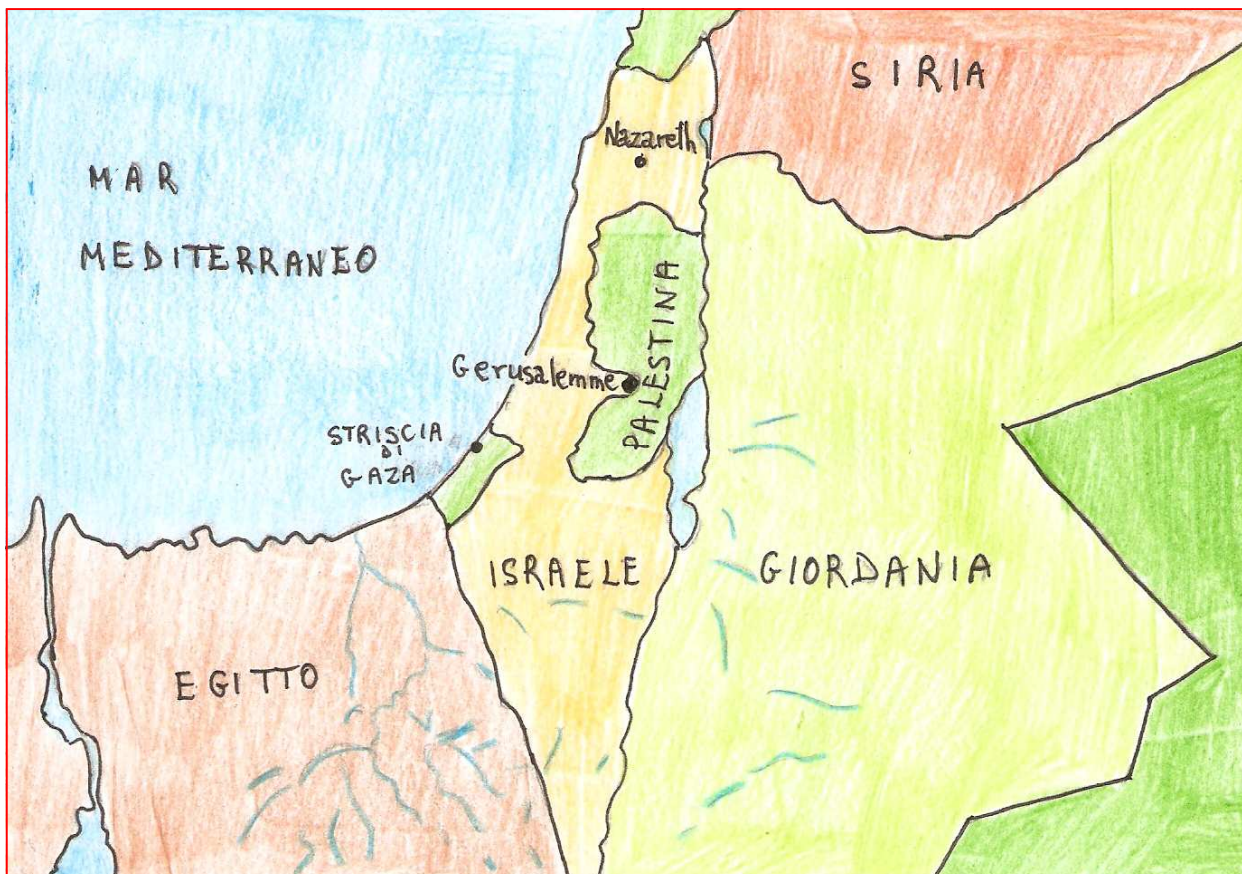 SIRIA
Nazareth
MAR
MEDITERRANEO
PALESTINA
Gerusalemme
STRISCIA
DI
GAZA
ISRAELE
GIORDANIA
EGITTO